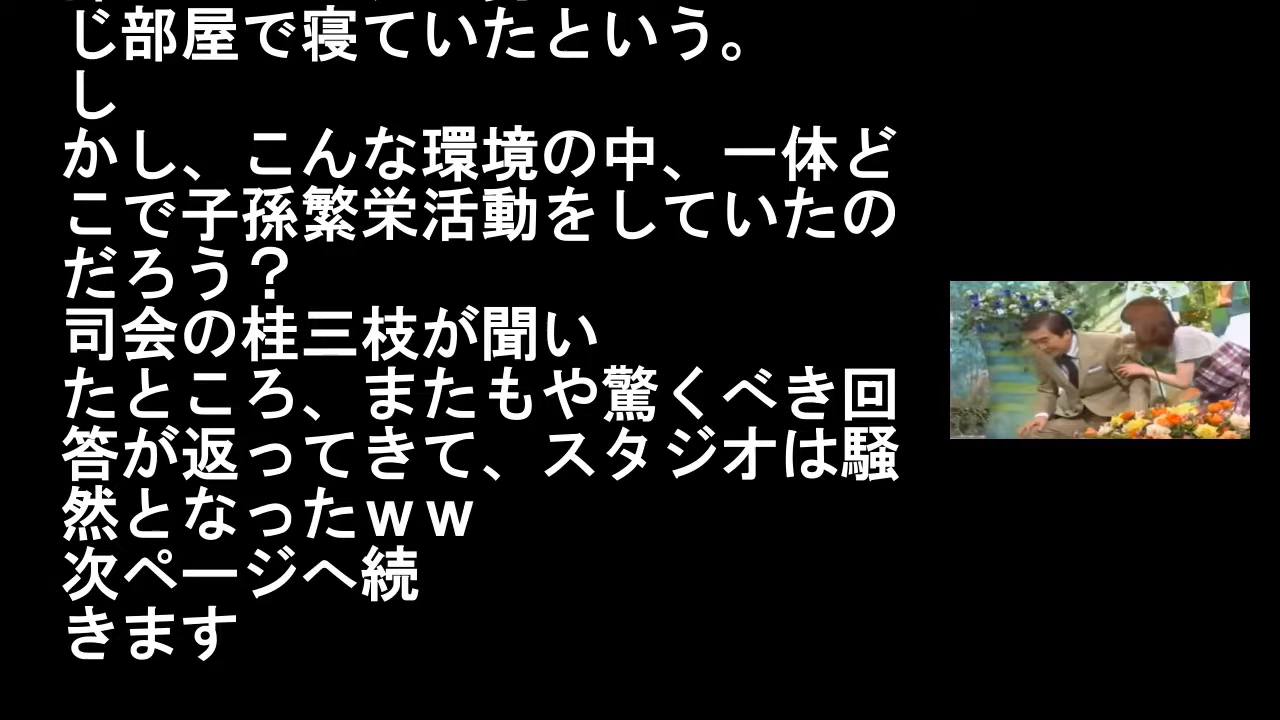 じ部屋で寝ていたという。
し
かし、こんな環境の中、一体ど
こで子孫繁栄活動をしていたの
だろう？
司会の桂三枝が聞い
たところ、またもや驚くべき回
答が返ってきて、スタジオは騒
然となったｗｗ
次ページへ続
きます